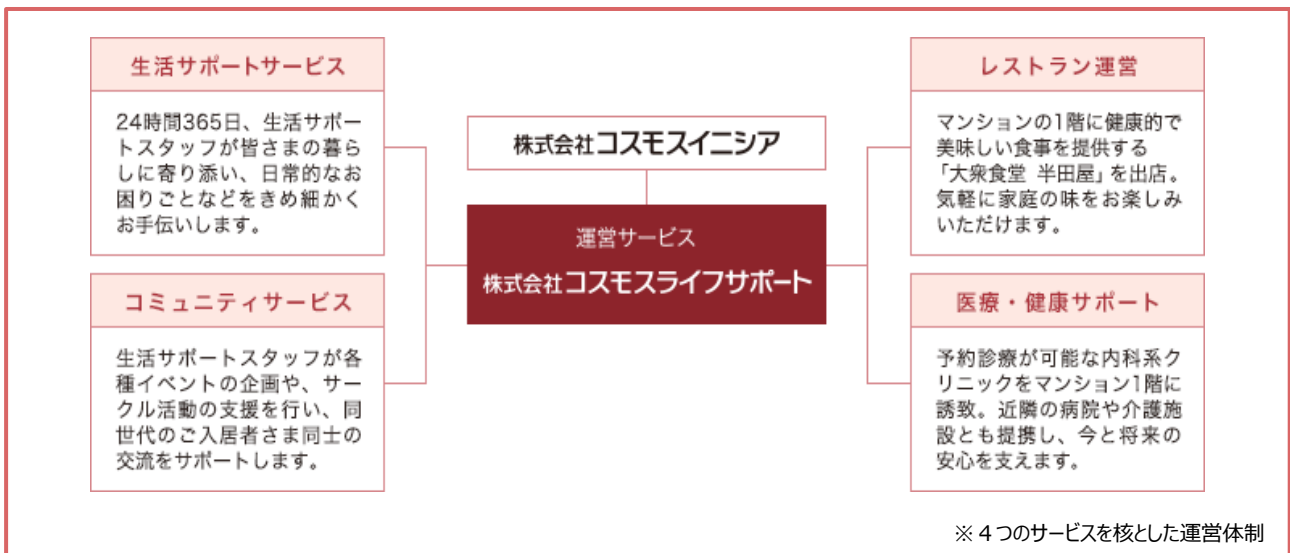 生活サポートサービス
24時間365日、生活サポー
トスタッフが皆さまの暮ら
しに寄り添い、日常的なお
困りごとなどをきめ細かく
お手伝いします。
コミュニティサービス
生活サポートスタッフが各
種イベントの企画や、サー
クル活動の支援を行い、同
世代のご入居者さま同士の
交流をサポートします。
株式会社コスモスイニシア
運営サービス
株式会社コスモスライフサポート
レストラン運営
マンションの1階に健康的で
美味しい食事を提供する
「大衆食堂 半田屋」を出店。
気軽に家庭の味をお楽しみ
いただけます。
医療・健康サポート
予約診療が可能な内科系ク
リニックをマンション1階に
誘致。近隣の病院や介護施
設とも提携し、今と将来の
安心を支えます。
※４つのサービスを核とした運営体制